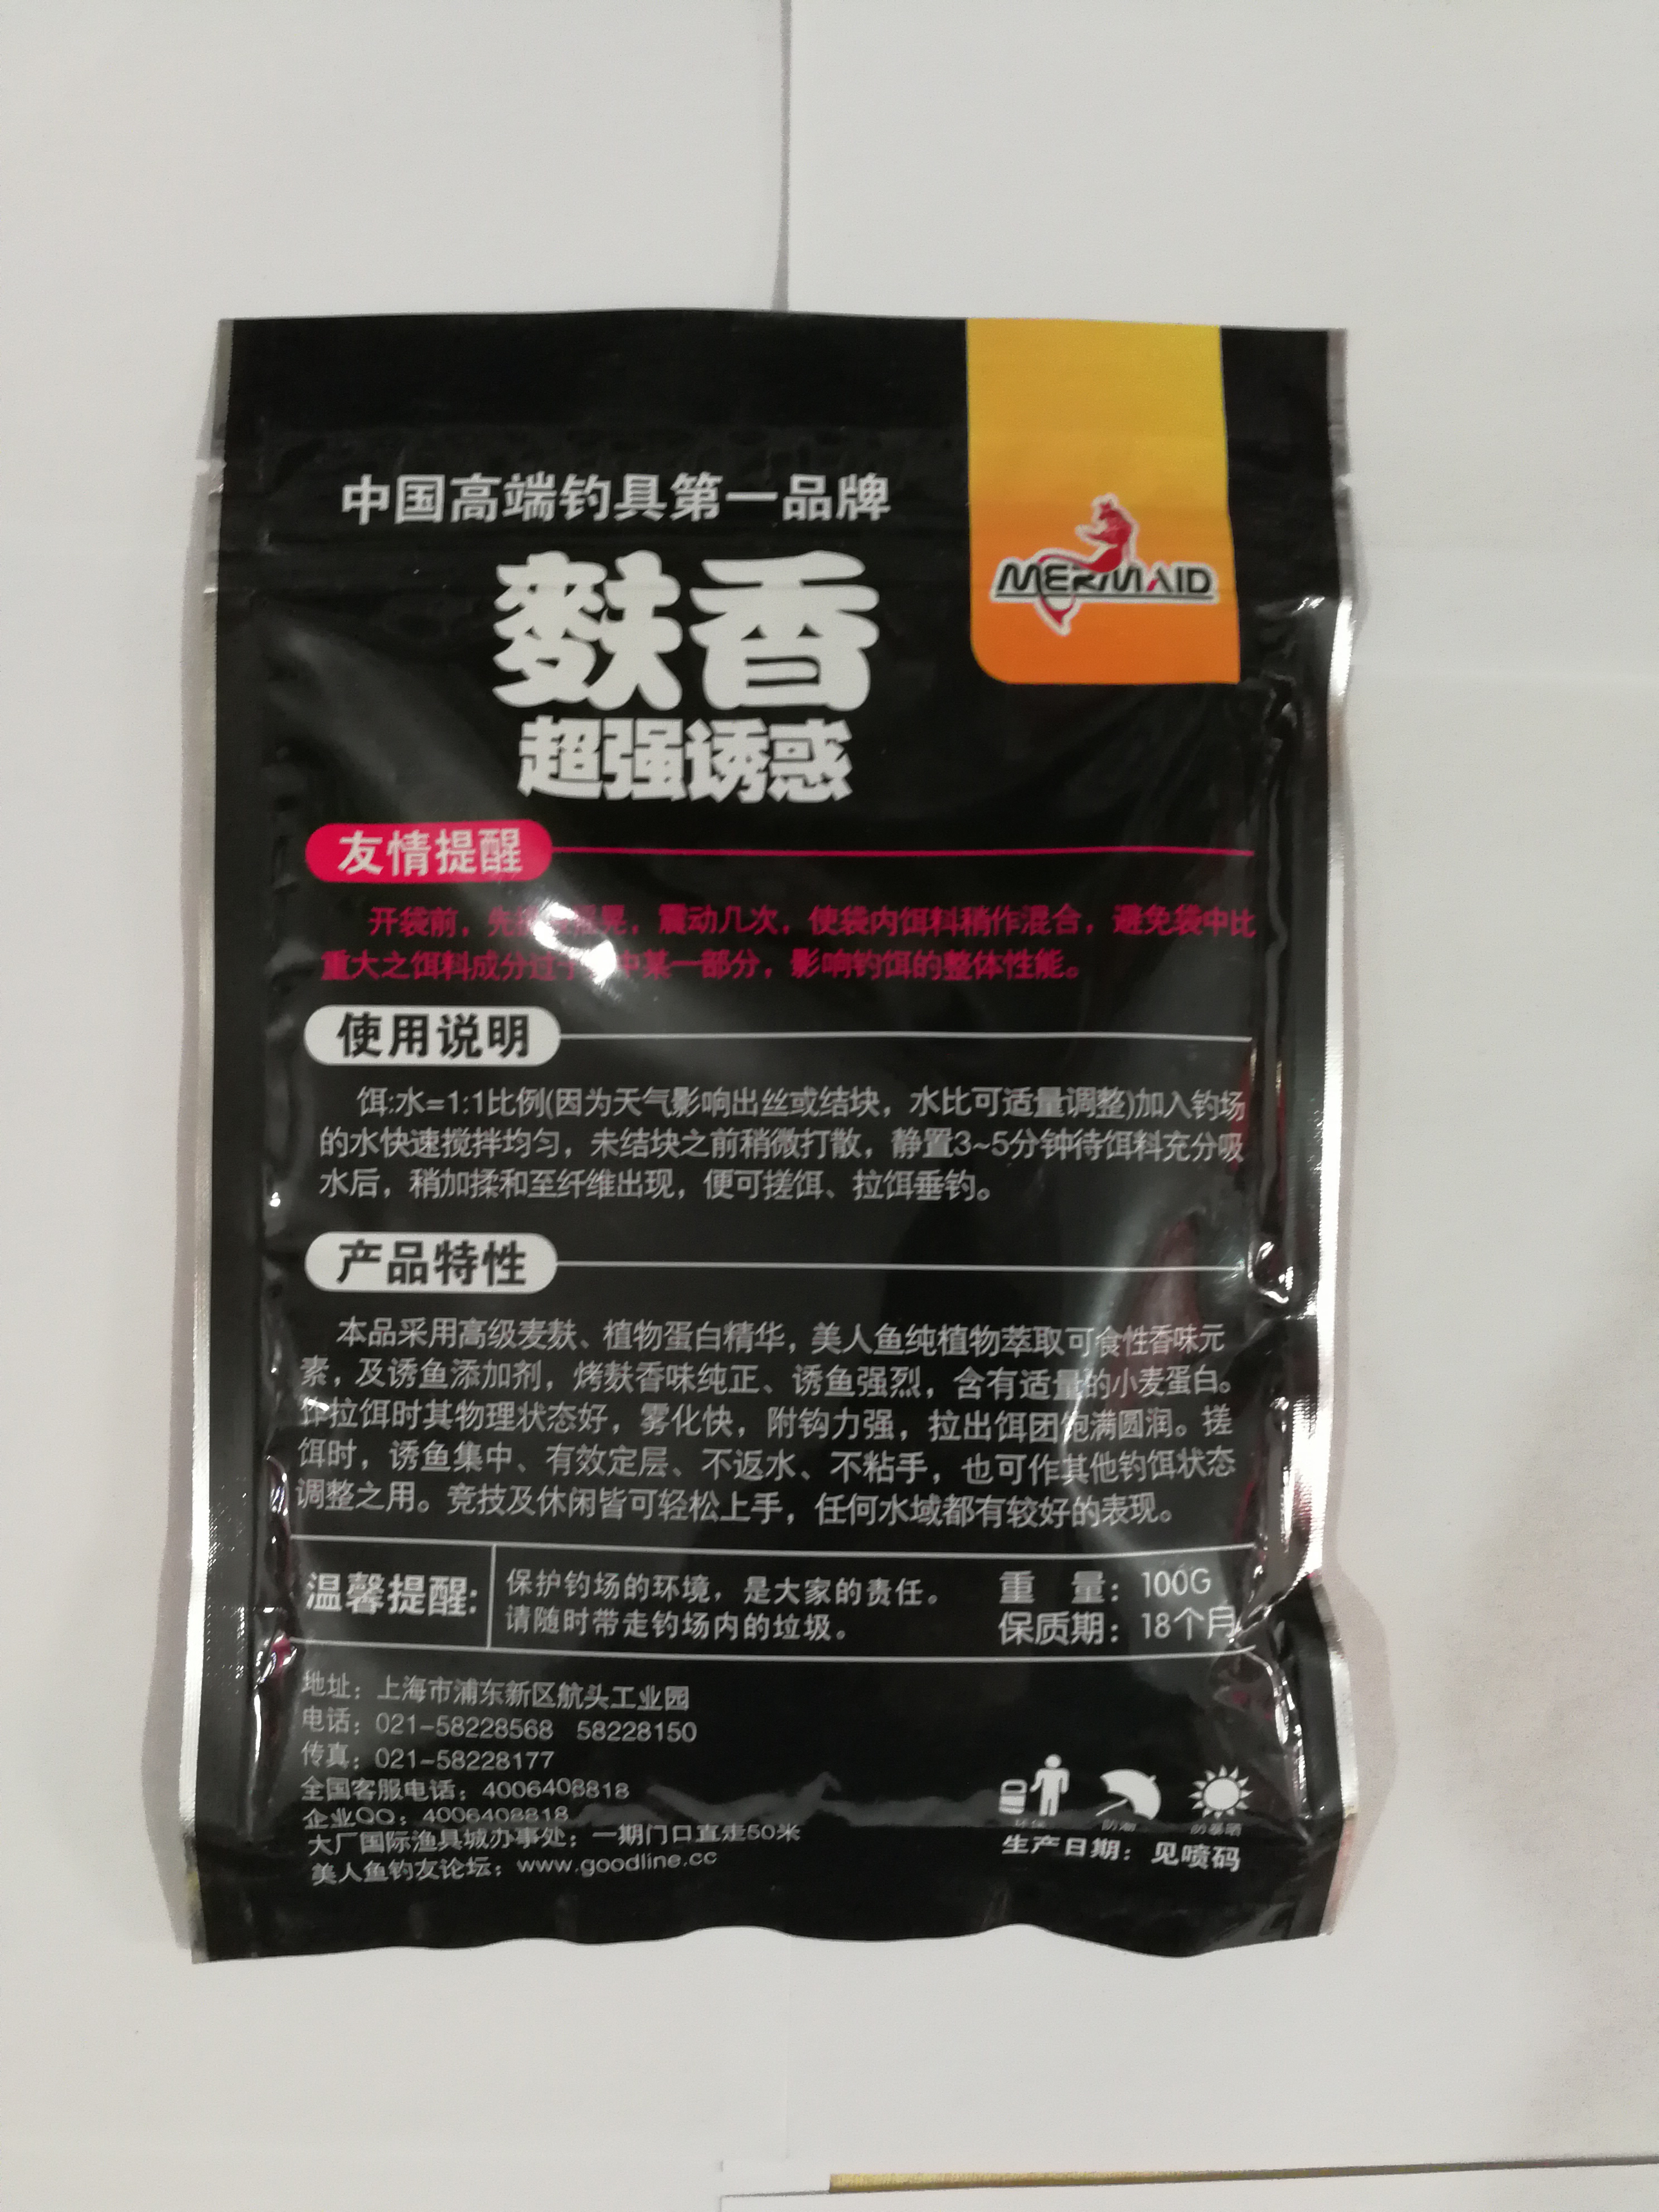 中国高端钓具第一品牌
MERMAID
麩香
超强诱惑
友情提醒
开袋前，先摇晃，震动几次，使袋内饵料稍作混合，避免袋中比
重大之饵料成分过于中某一部分，影响钓饵的整体性能。
使用说明
饵:水=1:1比例(因为天气影响出丝或结块，水比可适量调整)加入钓场
的水快速搅拌均匀，未结块之前稍微打散，静置3~5分钟待饵料充分吸
水后，稍加揉和至纤维出现，便可搓饵、拉饵垂钓。
产品特性
本品采用高级麦麸、植物蛋白精华，美人鱼纯植物萃取可食性香味元
素，及诱鱼添加剂，烤麸香味纯正、诱鱼强烈，含有适量的小麦蛋白。
作拉饵时其物理状态好，雾化快，附钩力强，拉出饵团饱满圆润。搓
饵时，诱鱼集中、有效定层、不返水、不粘手，也可作其他钓饵状态
调整之用。竞技及休闲皆可轻松上手，任何水域都有较好的表现。
温馨提醒:
保护钓场的环境，是大家的责任。
请随时带走钓场内的垃圾。
重 量：100G
保质期：18个月
地址：上海市浦东新区航头工业园
电话：021-58228568 58228150
传真：021-58228177
全国客服电话：4006408818
企业QQ：4006408818
大厂国际渔具城办事处：一期门口直走50米
美人鱼钓友论坛：www.goodline.cc
环保 防潮 防暴晒
生产日期：见喷码